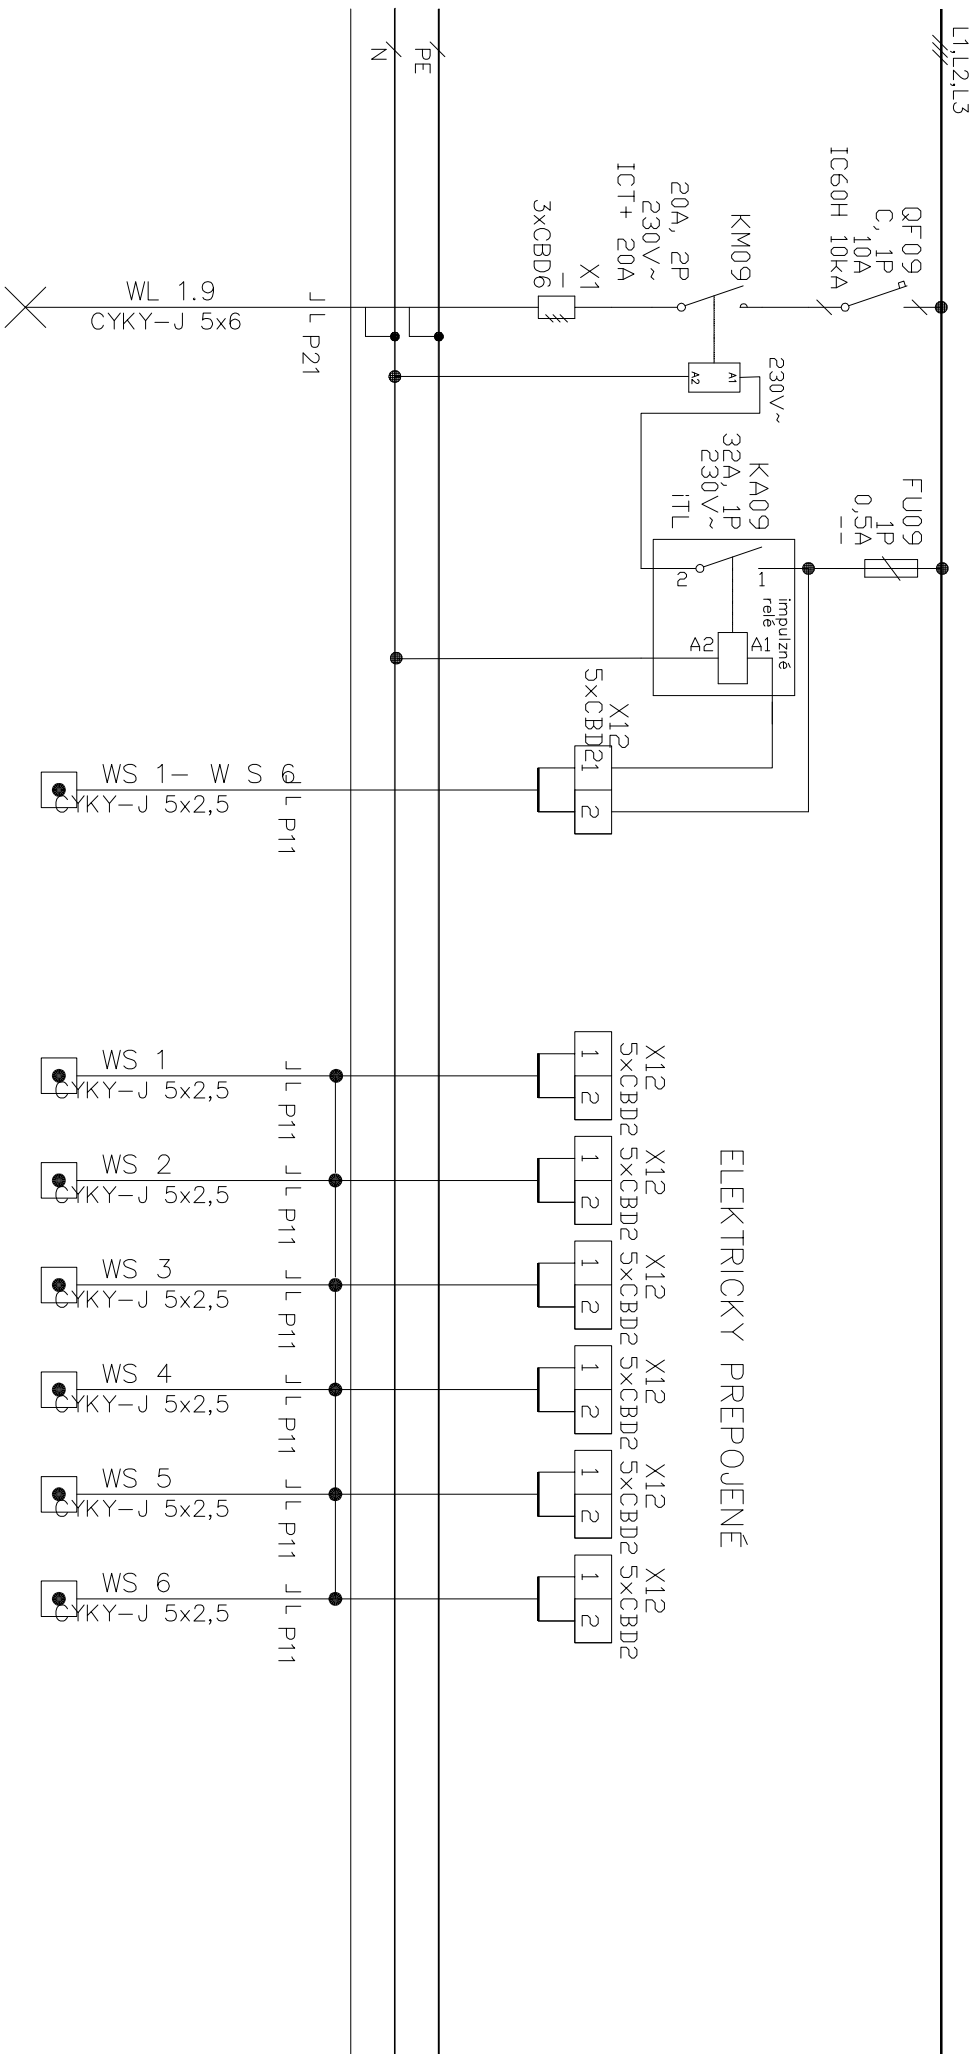 L1,L2,L3
N
PE
QF09
C, 1P
10A
IC60H 10kA
KM09
20A, 2P
230V~
ICT+ 20A
X1
—
3xCBD6
WL 1.9
CYKY-J 5x6
P21
A1
A2
230V~
FU09
1P
0,5A
--
KA09
32A, 1P
230V~
iTL
1
2
impulzné
relé
A1
A2
X12
5xCBD2
1
2
WS 1- W S 6
CYKY-J 5x2,5
P11
ELEKTRICKY PREPOJENÉ
X12
5xCBD2
1
2
WS 1
CYKY-J 5x2,5
P11
X12
5xCBD2
1
2
WS 2
CYKY-J 5x2,5
P11
X12
5xCBD2
1
2
WS 3
CYKY-J 5x2,5
P11
X12
5xCBD2
1
2
WS 4
CYKY-J 5x2,5
P11
X12
5xCBD2
1
2
WS 5
CYKY-J 5x2,5
P11
X12
5xCBD2
1
2
WS 6
CYKY-J 5x2,5
P11